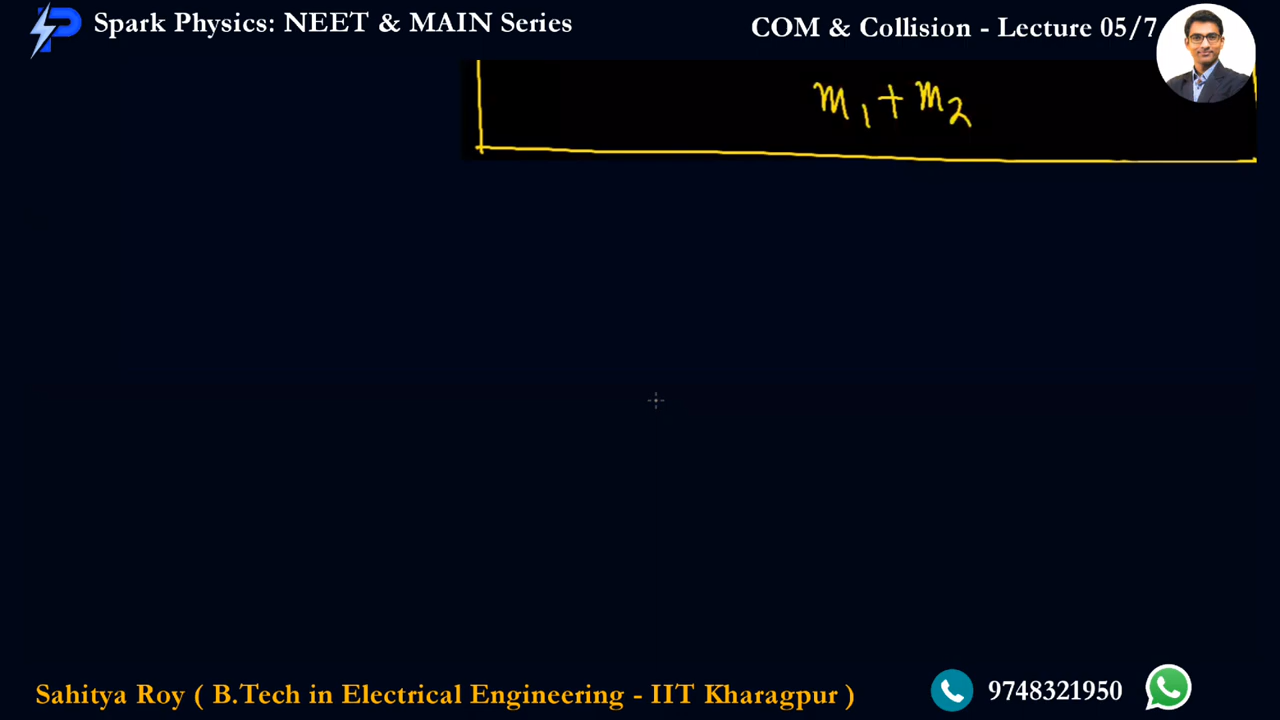 Spark Physics: NEET & MAIN Series
COM & Collision - Lecture 05/7
m₁ + m₂
Sahitya Roy ( B.Tech in Electrical Engineering - IIT Kharagpur )
9748321950